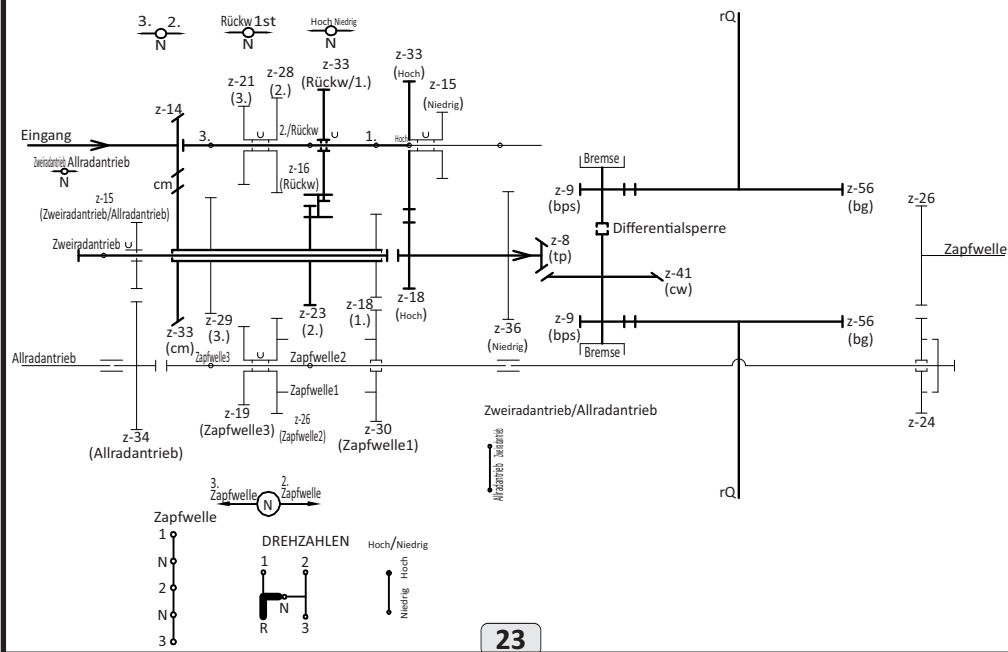 3. 2.
N
Rückw 1st
N
Hoch Niedrig
N
rQ
z-21
(3.)
z-28
(2.)
z-33
(Rückw/1.)
z-33
(Hoch)
z-15
(Niedrig)
z-14
Eingang
3.
2./Rückw
1.
Hoch
Zweiradantrieb Allradantrieb
N
cm
z-16
(Rückw)
z-15
(Zweiradantrieb/Allradantrieb)
Zweiradantrieb
Bremse
z-9
(bps)
z-56
(bg)
z-26
Differentialsperre
Zapfwelle
z-8
(tp)
z-41
(cw)
z-33
(cm)
z-29
(3.)
z-23
(2.)
z-18
(1.)
z-18
(Hoch)
z-36
(Niedrig)
z-9
(bps)
z-56
(bg)
Bremse
Allradantrieb
Zapfwelle3
Zapfwelle2
Zapfwelle1
z-34
(Allradantrieb)
z-19
(Zapfwelle3)
z-26
(Zapfwelle2)
z-30
(Zapfwelle1)
z-24
Zweiradantrieb/Allradantrieb
Allradantrieb Zweiradantrieb
rQ
3.
Zapfwelle
N
2.
Zapfwelle
Zapfwelle
1
N
2
N
3
DREHZAHLEN
1 2
N
R 3
Hoch/Niedrig
Niedrig Hoch
23